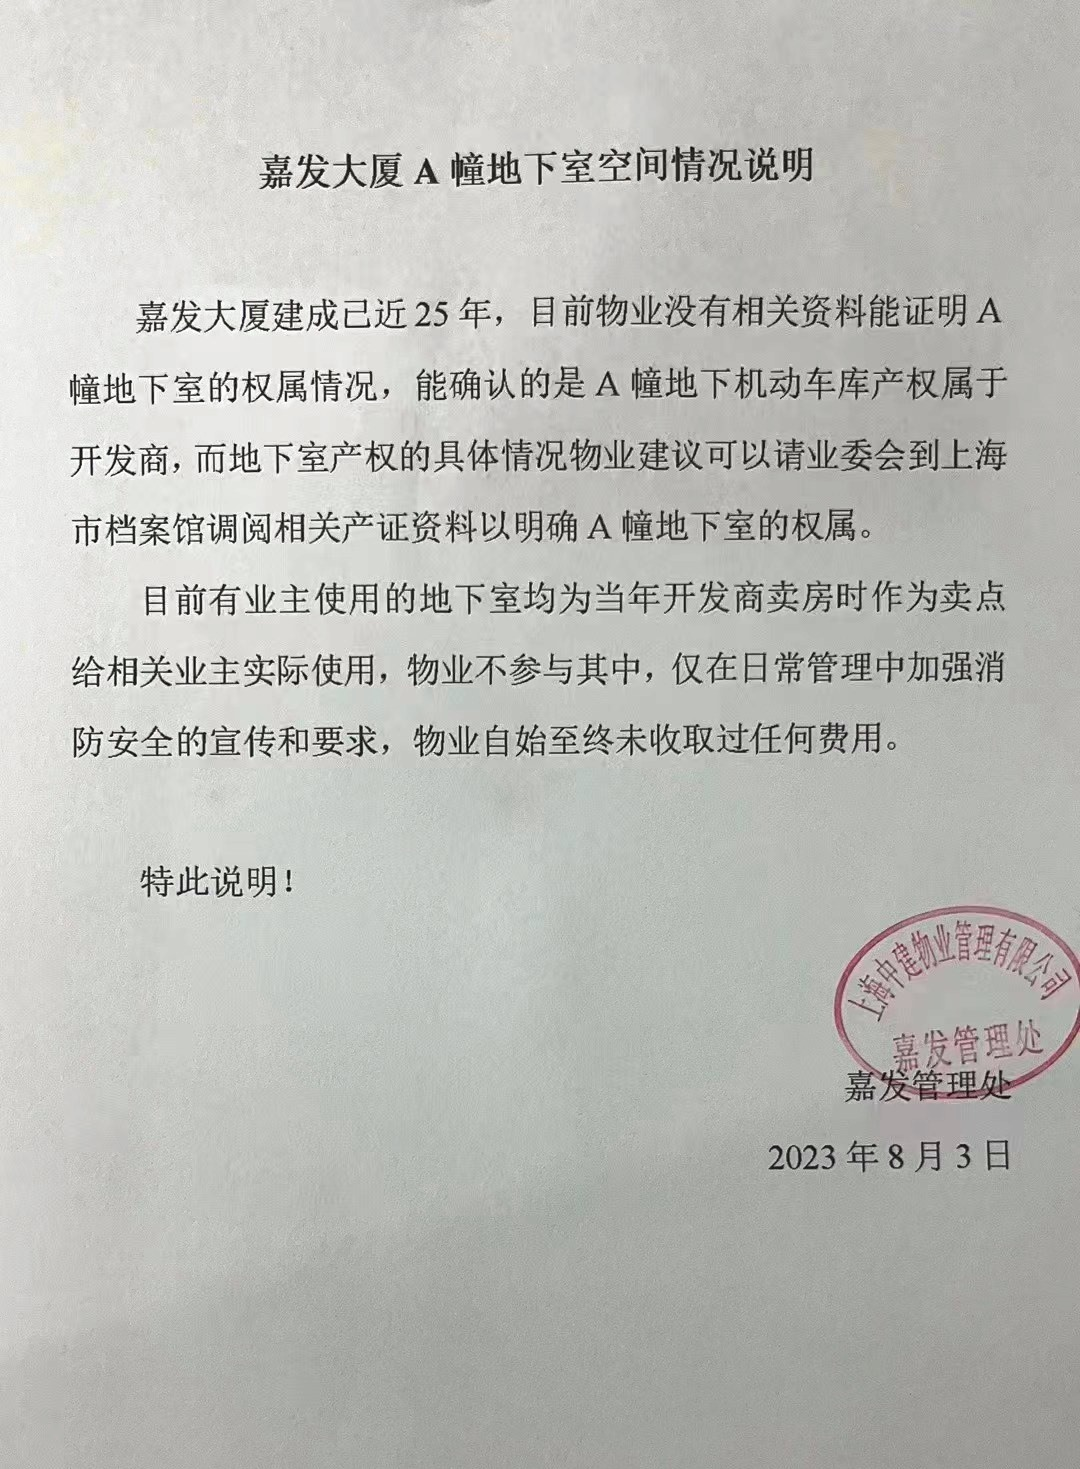 嘉发大厦 A 幢地下室空间情况说明
嘉发大厦建成已近 25 年，目前物业没有相关资料能证明 A
幢地下室的权属情况，能确认的是 A 幢地下机动车库产权属于
开发商，而地下室产权的具体情况物业建议可以请业委会到上海
市档案馆调阅相关产证资料以明确 A 幢地下室的权属。
目前有业主使用的地下室均为当年开发商卖房时作为卖点
给相关业主实际使用，物业不参与其中，仅在日常管理中加强消
防安全的宣传和要求，物业自始至终未收取过任何费用。
特此说明！
上海中建物业管理有限公司
嘉发管理处
嘉发管理处
2023 年 8 月 3 日